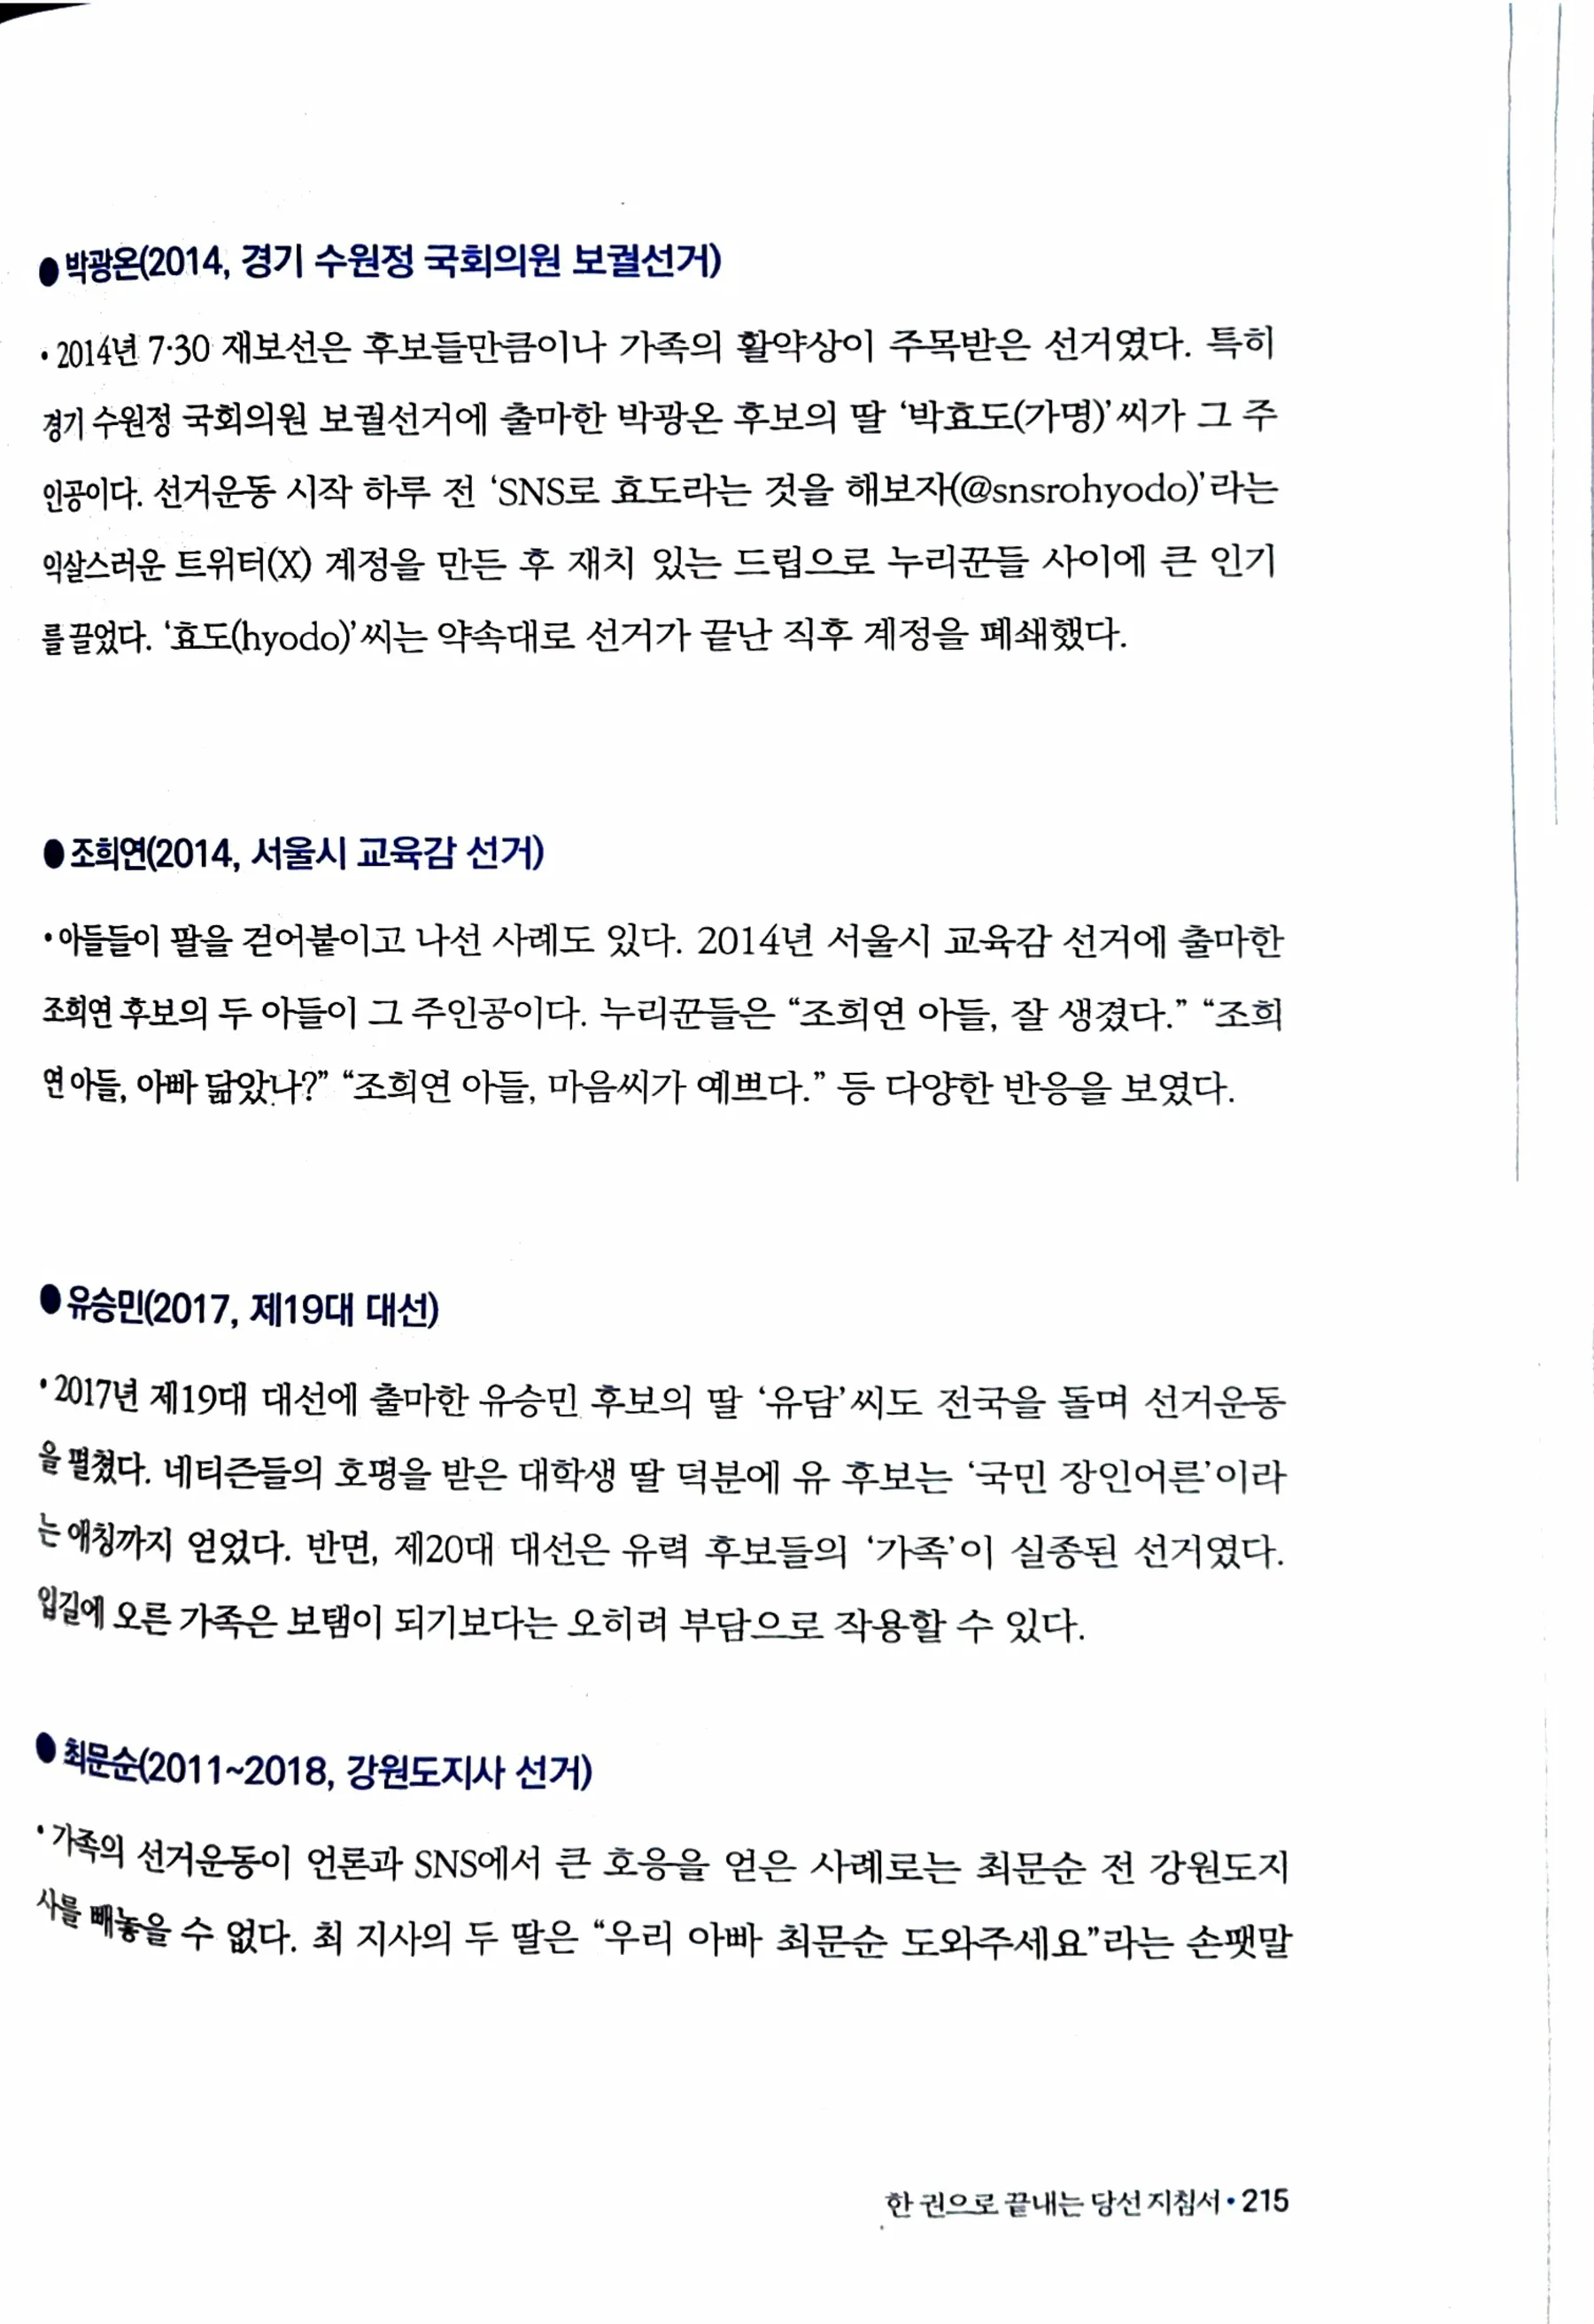 ● 박광온(2014, 경기 수원정 국회의원 보궐선거)
• 2014년 7·30 재보선은 후보들만큼이나 가족의 활약상이 주목받은 선거였다. 특히
경기 수원정 국회의원 보궐선거에 출마한 박광온 후보의 딸 ‘박효도(가명)’씨가 그 주
인공이다. 선거운동 시작 하루 전 ‘SNS로 효도라는 것을 해보자(@snsrohyodo)’라는
익살스러운 트위터(X) 계정을 만든 후 재치 있는 드립으로 누리꾼들 사이에 큰 인기
를 끌었다. ‘효도(hyodo)’씨는 약속대로 선거가 끝난 직후 계정을 폐쇄했다.
● 조희연(2014, 서울시 교육감 선거)
• 아들들이 팔을 걷어붙이고 나선 사례도 있다. 2014년 서울시 교육감 선거에 출마한
조희연 후보의 두 아들이 그 주인공이다. 누리꾼들은 “조희연 아들, 잘 생겼다.” “조희
연 아들, 아빠 닮았나?” “조희연 아들, 마음씨가 예쁘다.” 등 다양한 반응을 보였다.
● 유승민(2017, 제19대 대선)
• 2017년 제19대 대선에 출마한 유승민 후보의 딸 ‘유담’씨도 전국을 돌며 선거운동
을 펼쳤다. 네티즌들의 호평을 받은 대학생 딸 덕분에 유 후보는 ‘국민 장인어른’이라
는 애칭까지 얻었다. 반면, 제20대 대선은 유력 후보들의 ‘가족’이 실종된 선거였다.
입길에 오른 가족은 보탬이 되기보다는 오히려 부담으로 작용할 수 있다.
● 최문순(2011~2018, 강원도지사 선거)
• 가족의 선거운동이 언론과 SNS에서 큰 호응을 얻은 사례로는 최문순 전 강원도지
사를 빼놓을 수 없다. 최 지사의 두 딸은 “우리 아빠 최문순 도와주세요”라는 손팻말
한 권으로 끝내는 당선 지침서 • 215